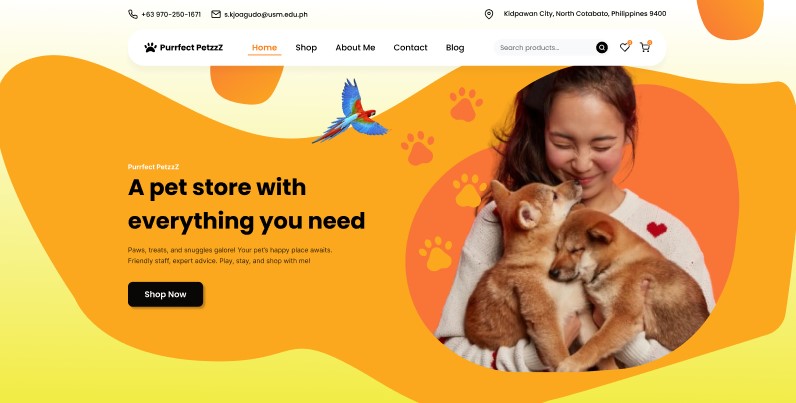 +63 970-250-1671
s.kjoagudo@usm.edu.ph
Kidpawan City, North Cotabato, Philippines 9400
Purrfect PetzzZ
Home
Shop
About Me
Contact
Blog
Search products...
Purrfect PetzzZ
A pet store with
everything you need
Paws, treats, and snuggles galore! Your pet's happy place awaits.
Friendly staff, expert advice. Play, stay, and shop with me!
Shop Now